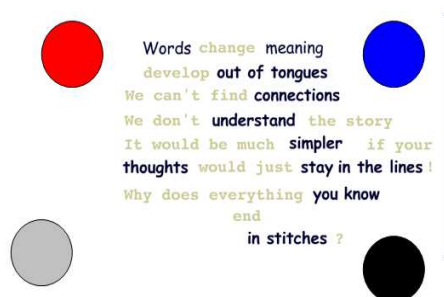 Words change meaning
develop out of tongues
We can't find connections
We don't understand the story
It would be much simpler if your
thoughts would just stay in the lines!
Why does everything you know
end
in stitches ?